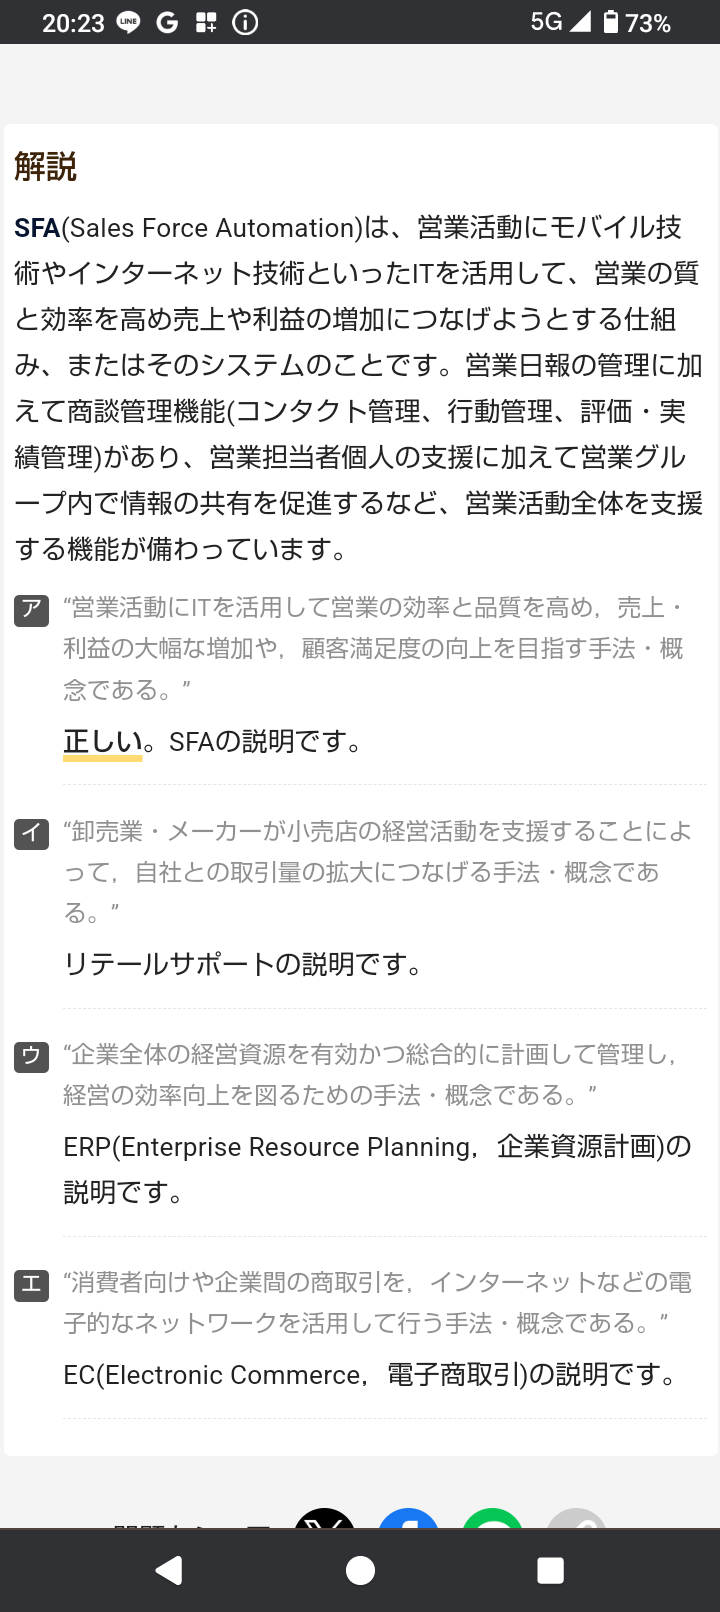 20:23 LINE G 5G 73%
解説
SFA(Sales Force Automation)は、営業活動にモバイル技
術やインターネット技術といったITを活用して、営業の質
と効率を高め売上や利益の増加につなげようとする仕組
み、またはそのシステムのことです。営業日報の管理に加
えて商談管理機能(コンタクト管理、行動管理、評価・実
績管理)があり、営業担当者個人の支援に加えて営業グル
ープ内で情報の共有を促進するなど、営業活動全体を支援
する機能が備わっています。
ア “営業活動にITを活用して営業の効率と品質を高め，売上・
利益の大幅な増加や，顧客満足度の向上を目指す手法・概
念である。”
正しい。SFAの説明です。
イ “卸売業・メーカーが小売店の経営活動を支援することによ
って，自社との取引量の拡大につなげる手法・概念であ
る。”
リテールサポートの説明です。
ウ “企業全体の経営資源を有効かつ総合的に計画して管理し，
経営の効率向上を図るための手法・概念である。”
ERP(Enterprise Resource Planning，企業資源計画)の
説明です。
エ “消費者向けや企業間の商取引を，インターネットなどの電
子的なネットワークを活用して行う手法・概念である。”
EC(Electronic Commerce，電子商取引)の説明です。